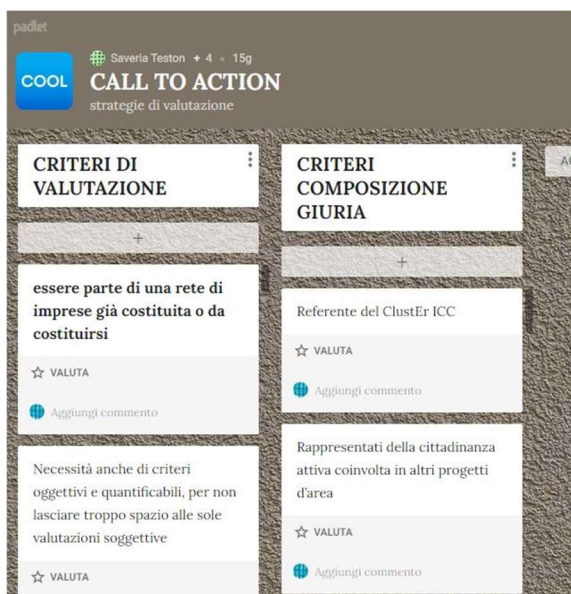 padlet
COOL
Saveria Teston + 4 • 15g
CALL TO ACTION
strategie di valutazione
CRITERI DI
VALUTAZIONE
+
essere parte di una rete di
imprese già costituita o da
costituirsi
VALUTA
Aggiungi commento
Necessità anche di criteri
oggettivi e quantificabili, per non
lasciare troppo spazio alle sole
valutazioni soggettive
VALUTA
CRITERI
COMPOSIZIONE
GIURIA
+
Referente del ClustEr ICC
VALUTA
Aggiungi commento
Rappresentati della cittadinanza
attiva coinvolta in altri progetti
d'area
VALUTA
Aggiungi commento